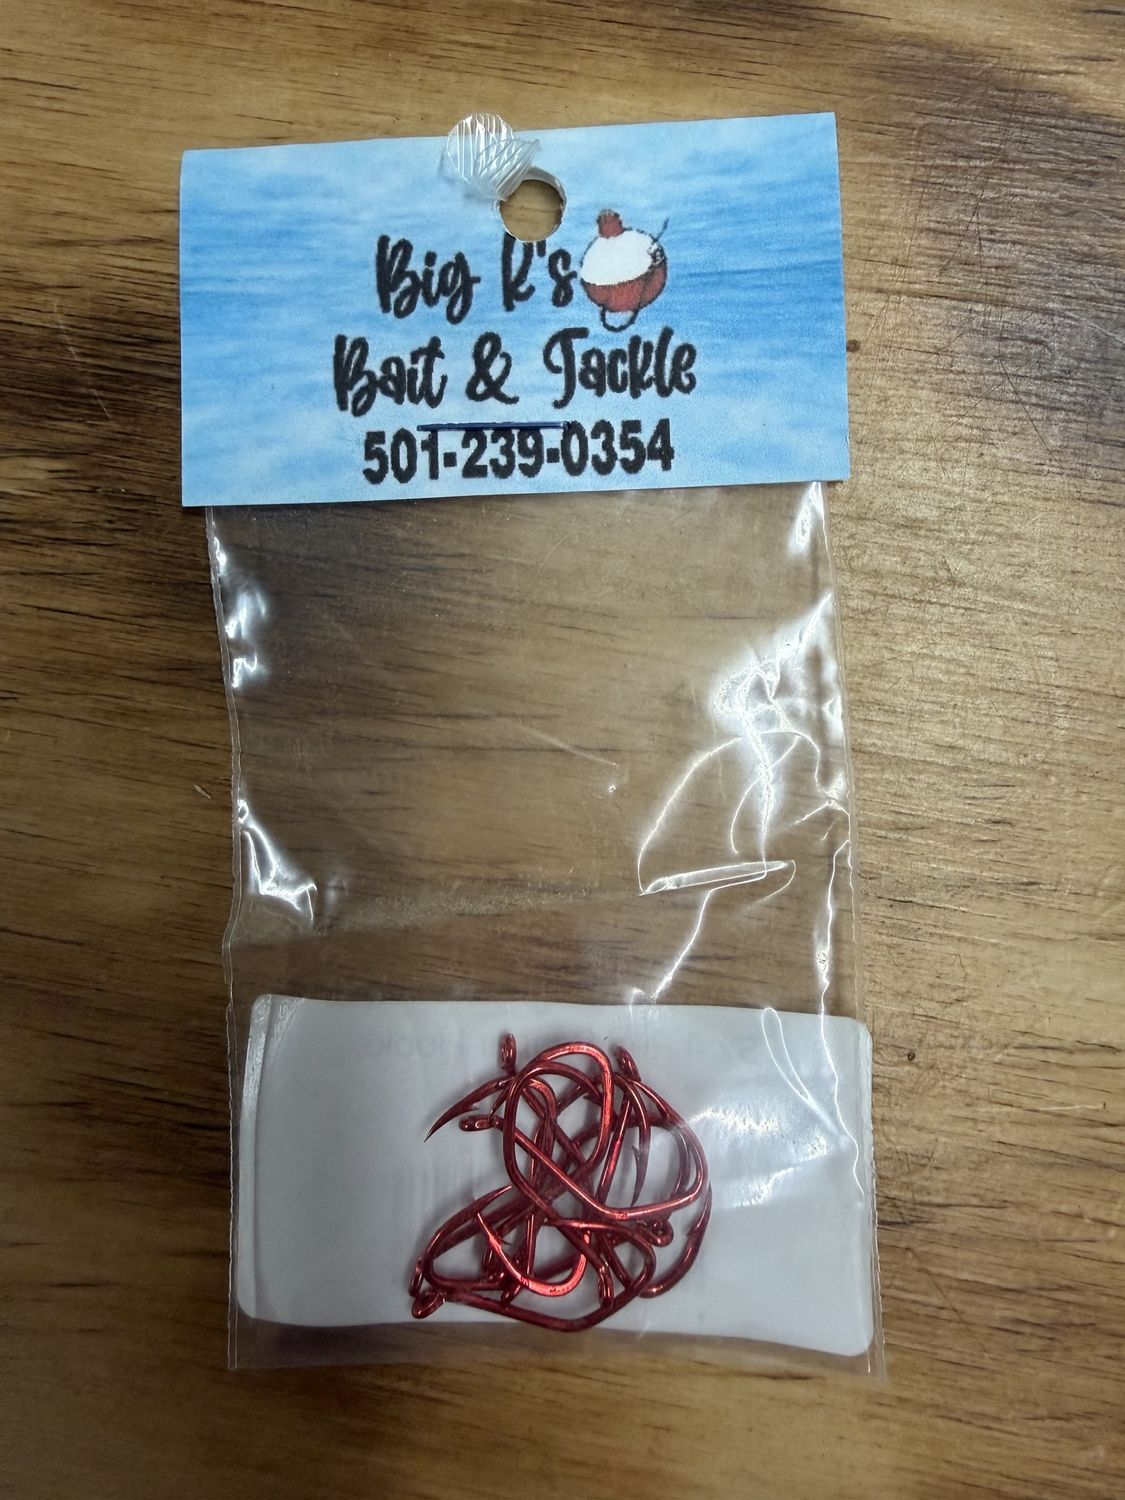 Big R's
Bait & Tackle
501-239-0354